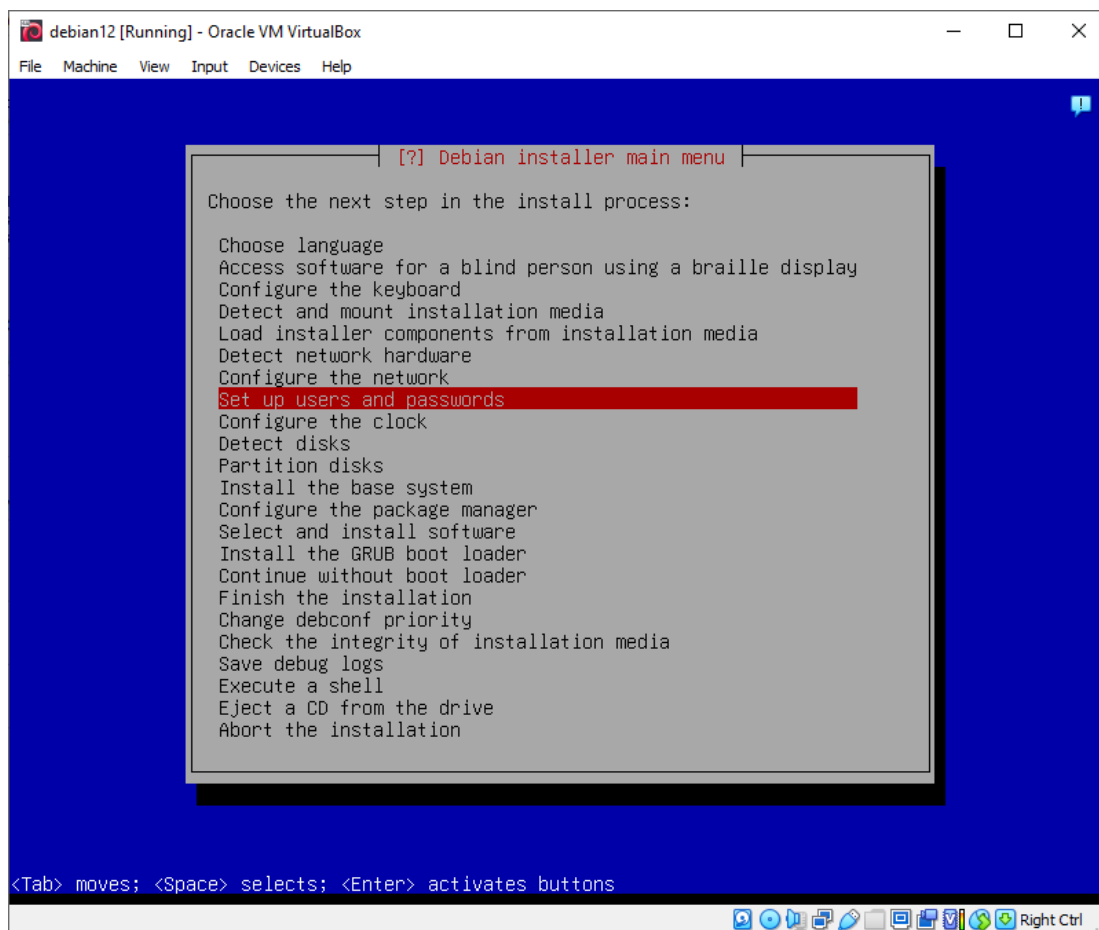 debian12 [Running] - Oracle VM VirtualBox
File Machine View Input Devices Help
[?] Debian installer main menu
Choose the next step in the install process:
Choose language
Access software for a blind person using a braille display
Configure the keyboard
Detect and mount installation media
Load installer components from installation media
Detect network hardware
Configure the network
Set up users and passwords
Configure the clock
Detect disks
Partition disks
Install the base system
Configure the package manager
Select and install software
Install the GRUB boot loader
Continue without boot loader
Finish the installation
Change debconf priority
Check the integrity of installation media
Save debug logs
Execute a shell
Eject a CD from the drive
Abort the installation
<Tab> moves; <Space> selects; <Enter> activates buttons
Right Ctrl